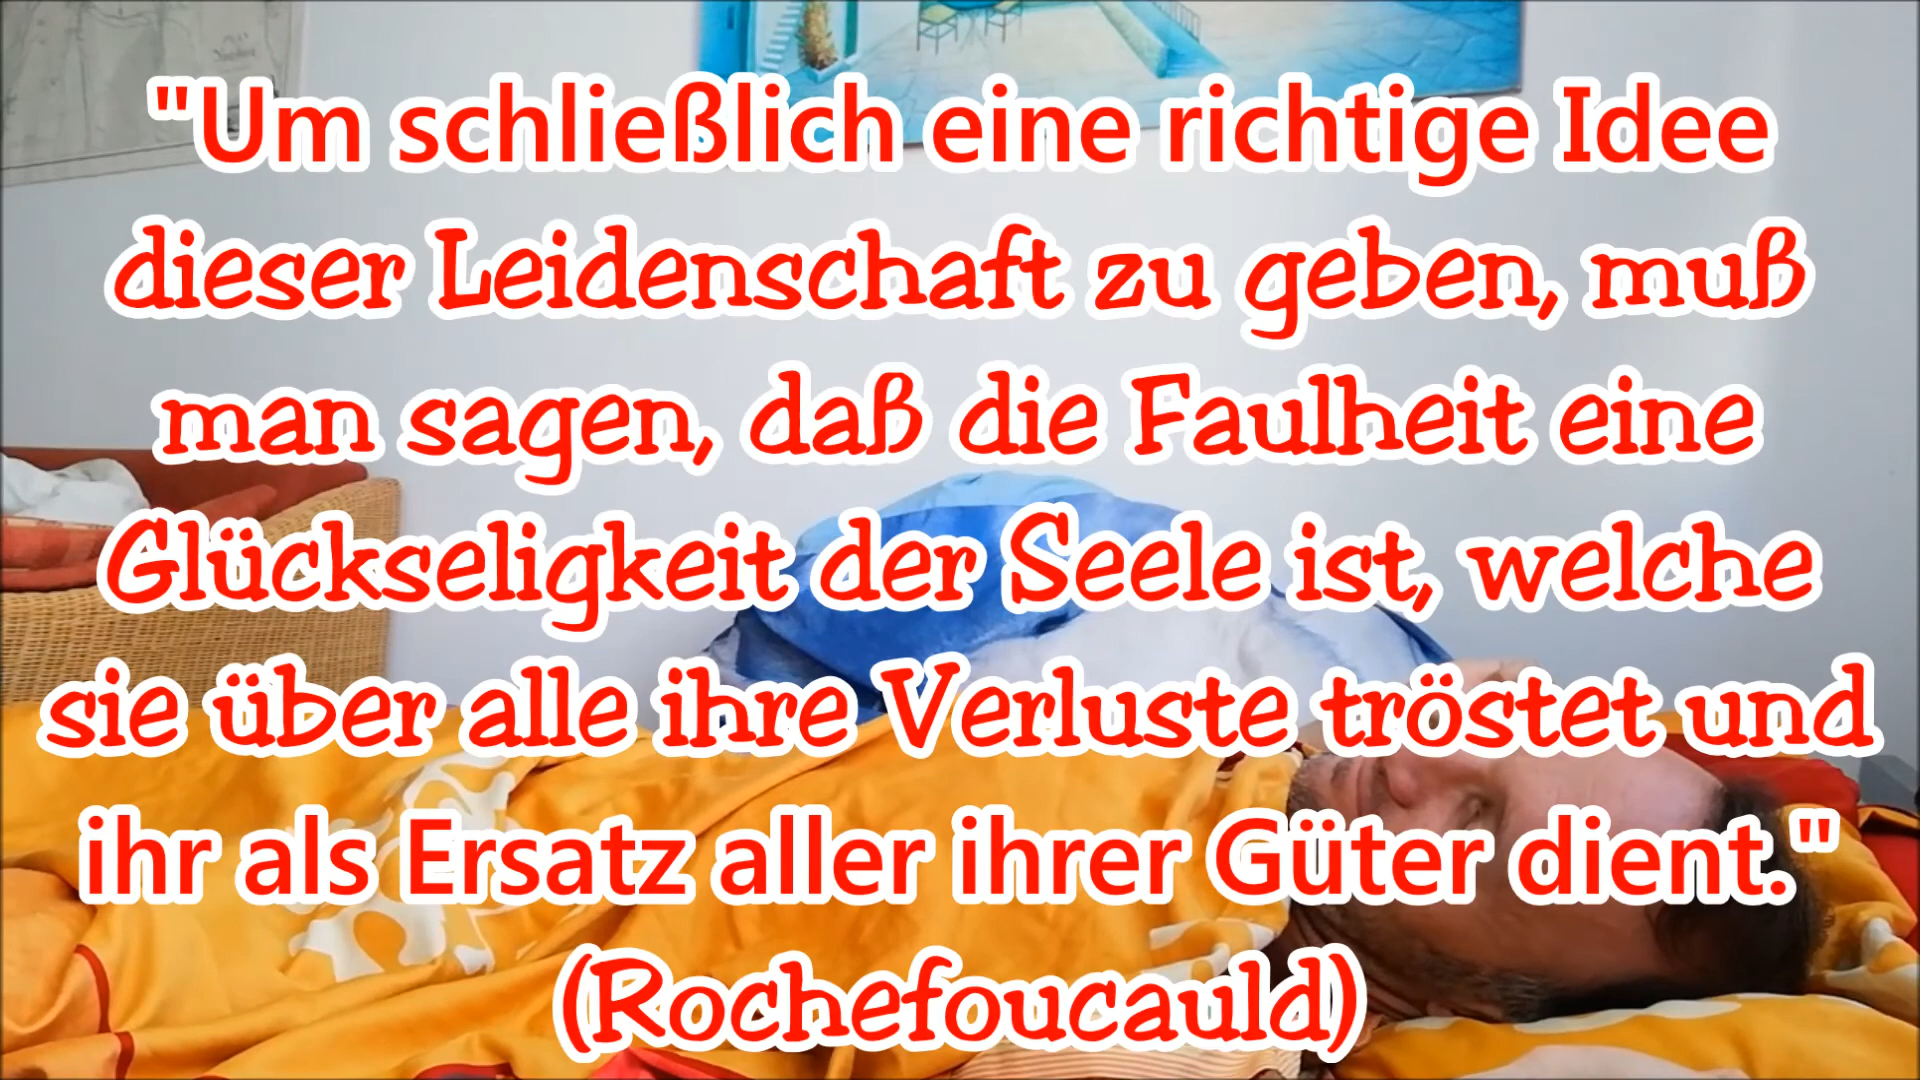 "Um schließlich eine richtige Idee
dieser Leidenschaft zu geben, muß
man sagen, daß die Faulheit eine
Glückseligkeit der Seele ist, welche
sie über alle ihre Verluste tröstet und
ihr als Ersatz aller ihrer Güter dient."
(Rochefoucauld)